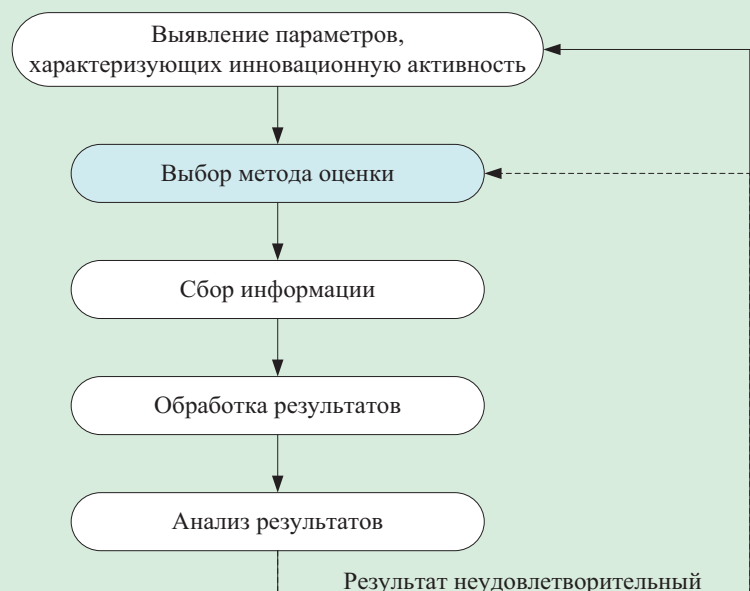 Выявление параметров,
характеризующих инновационную активность
Выбор метода оценки
Сбор информации
Обработка результатов
Анализ результатов
Результат неудовлетворительный